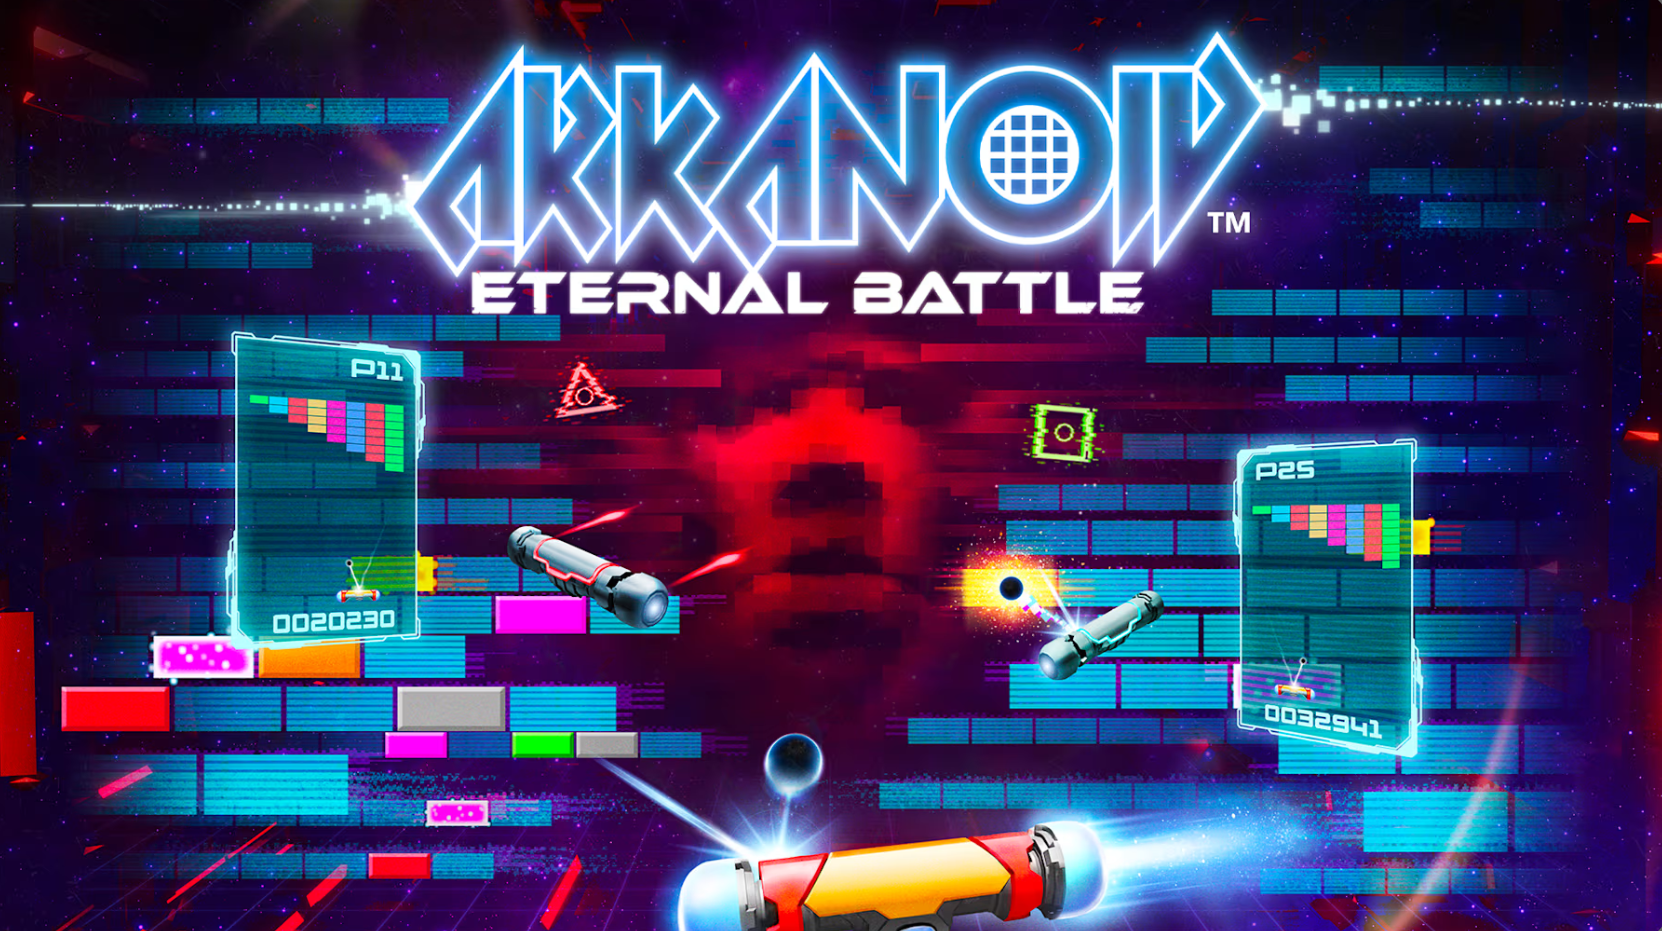 ARKANOID
TM
ETERNAL BATTLE
P11
0020230
P25
0032941